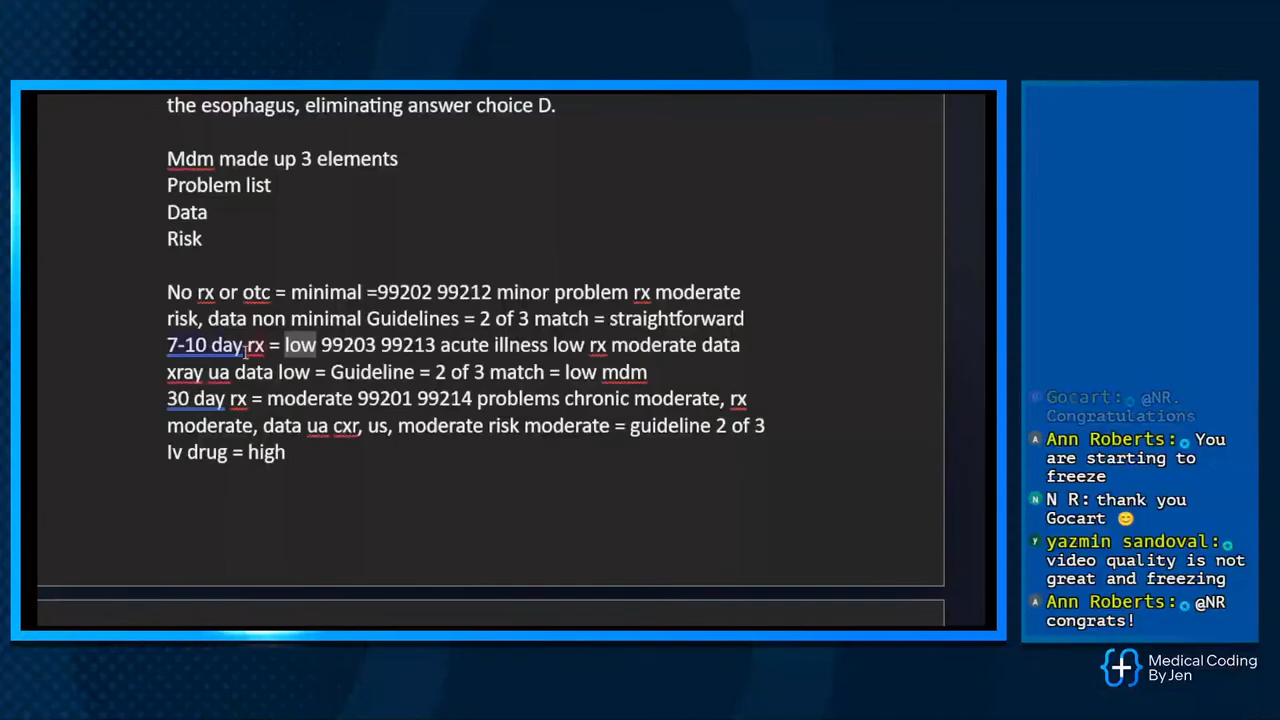 the esophagus, eliminating answer choice D.
Mdm made up 3 elements
Problem list
Data
Risk
No rx or otc = minimal =99202 99212 minor problem rx moderate
risk, data non minimal Guidelines = 2 of 3 match = straightforward
7-10 day rx = low 99203 99213 acute illness low rx moderate data
xray ua data low = Guideline = 2 of 3 match = low mdm
30 day rx = moderate 99201 99214 problems chronic moderate, rx
moderate, data ua cxr, us, moderate risk moderate = guideline 2 of 3
Iv drug = high
Gocart: @NR.
Congratulations
A Ann Roberts: You
are starting to
freeze
N N R: thank you
Gocart 😊
y yazmin sandoval:
video quality is not
great and freezing
A Ann Roberts: @NR
congrats!
Medical Coding
By Jen